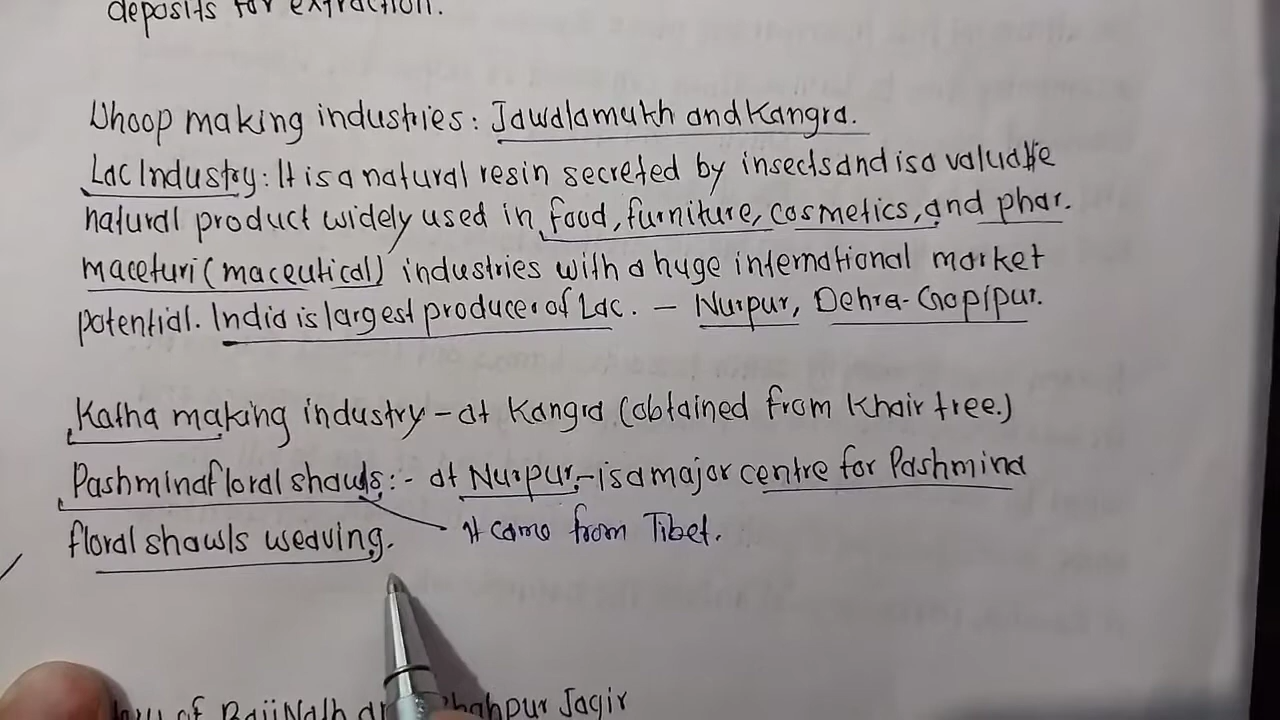 deposits for extraction.
Dhoop making industries: Jawalamukh and Kangra.
Lac Industry: It is a natural resin secreted by insects and is a valuable
natural product widely used in food, furniture, cosmetics, and phar.
maceturi (maceutical) industries with a huge international market
potential. India is largest producer of Lac. – Nurpur, Dehra-Gopipur.
Katha making industry – at Kangra (obtained from Khair tree.)
Pashmina floral shawls:- at Nurpur,- is a major centre for Pashmina
floral shawls weaving. It came from Tibet.
of BaijNath Shahpur Jagir